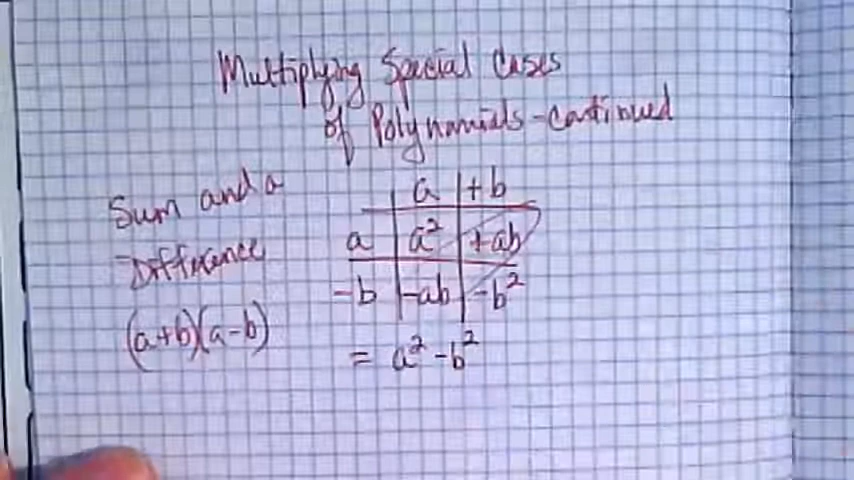 Multiplying Special Cases
of Polynomials-continued
Sum and a
Difference
(a+b)(a-b)
a +b
a a² +ab
-b -ab -b²
= a² -b²